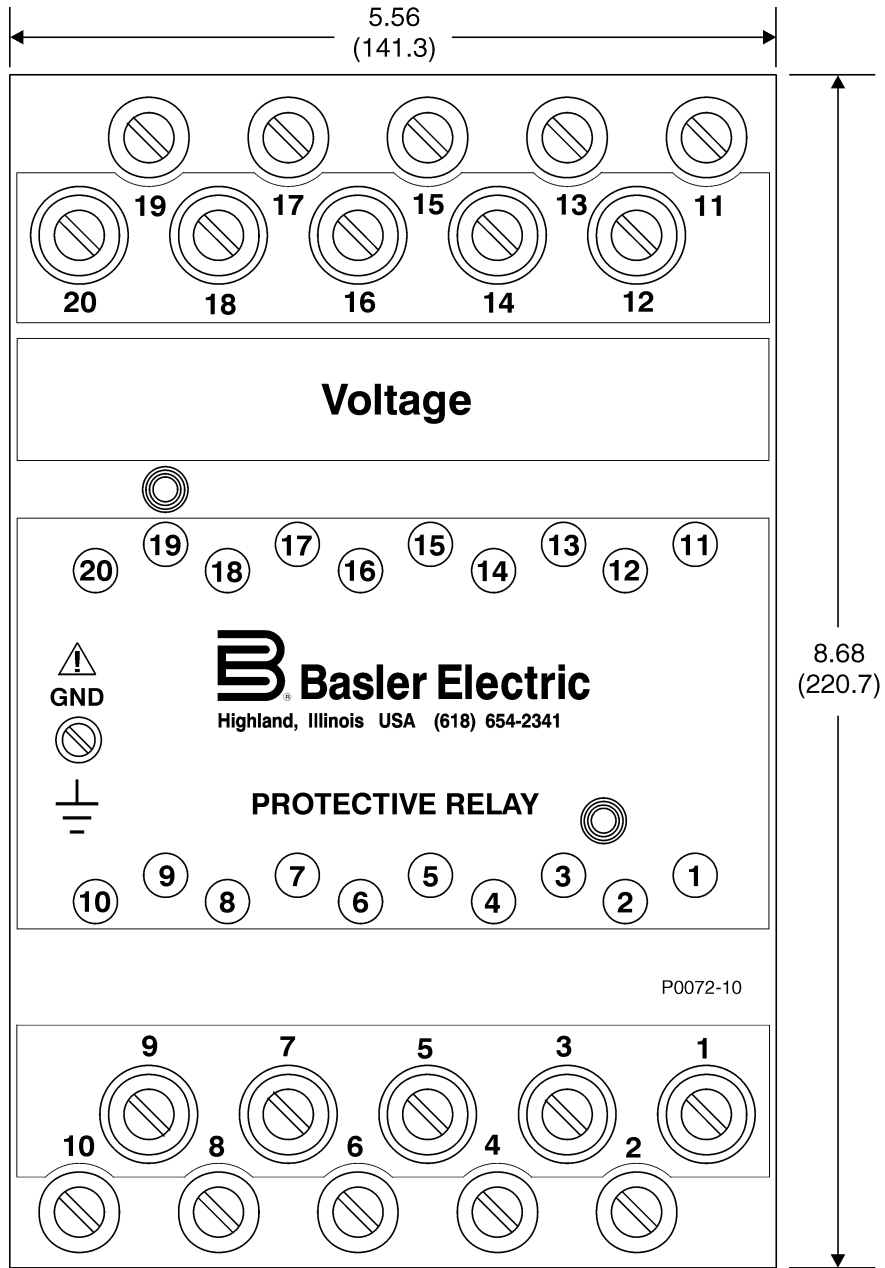 5.56
(141.3)
19 17 15 13 11
20 18 16 14 12
Voltage
19 17 15 13 11
20 18 16 14 12
8.68
(220.7)
GND
Basler Electric
®
Highland, Illinois USA (618) 654-2341
PROTECTIVE RELAY
9 7 5 3 1
10 8 6 4 2
P0072-10
9 7 5 3 1
10 8 6 4 2